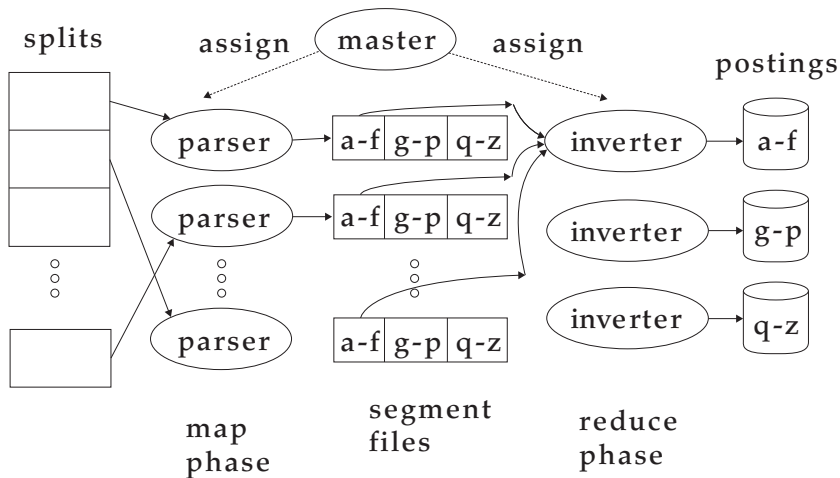 splits
assign
master
assign
postings
parser
a-f g-p q-z
inverter
a-f
parser
a-f g-p q-z
inverter
g-p
parser
a-f g-p q-z
inverter
q-z
map
phase
segment
files
reduce
phase